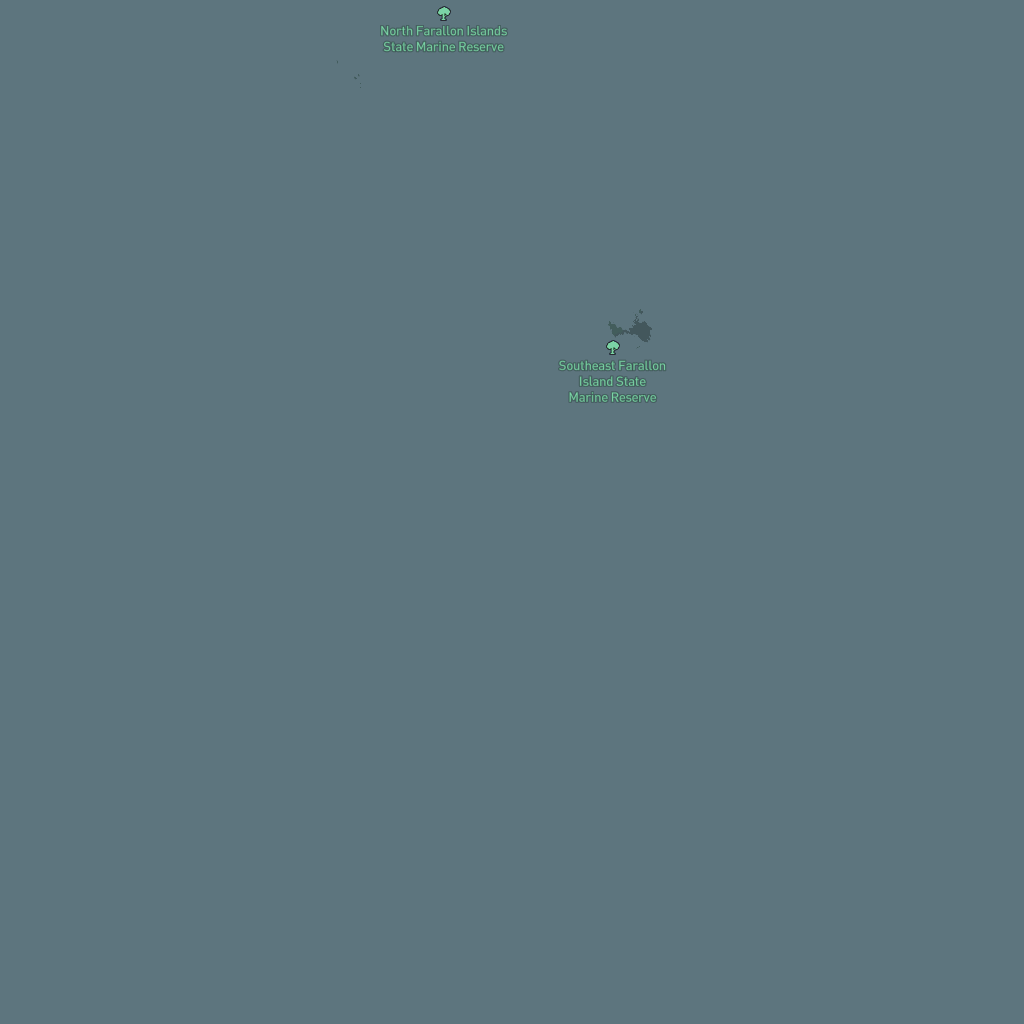 North Farallon Islands
State Marine Reserve
Southeast Farallon
Island State
Marine Reserve